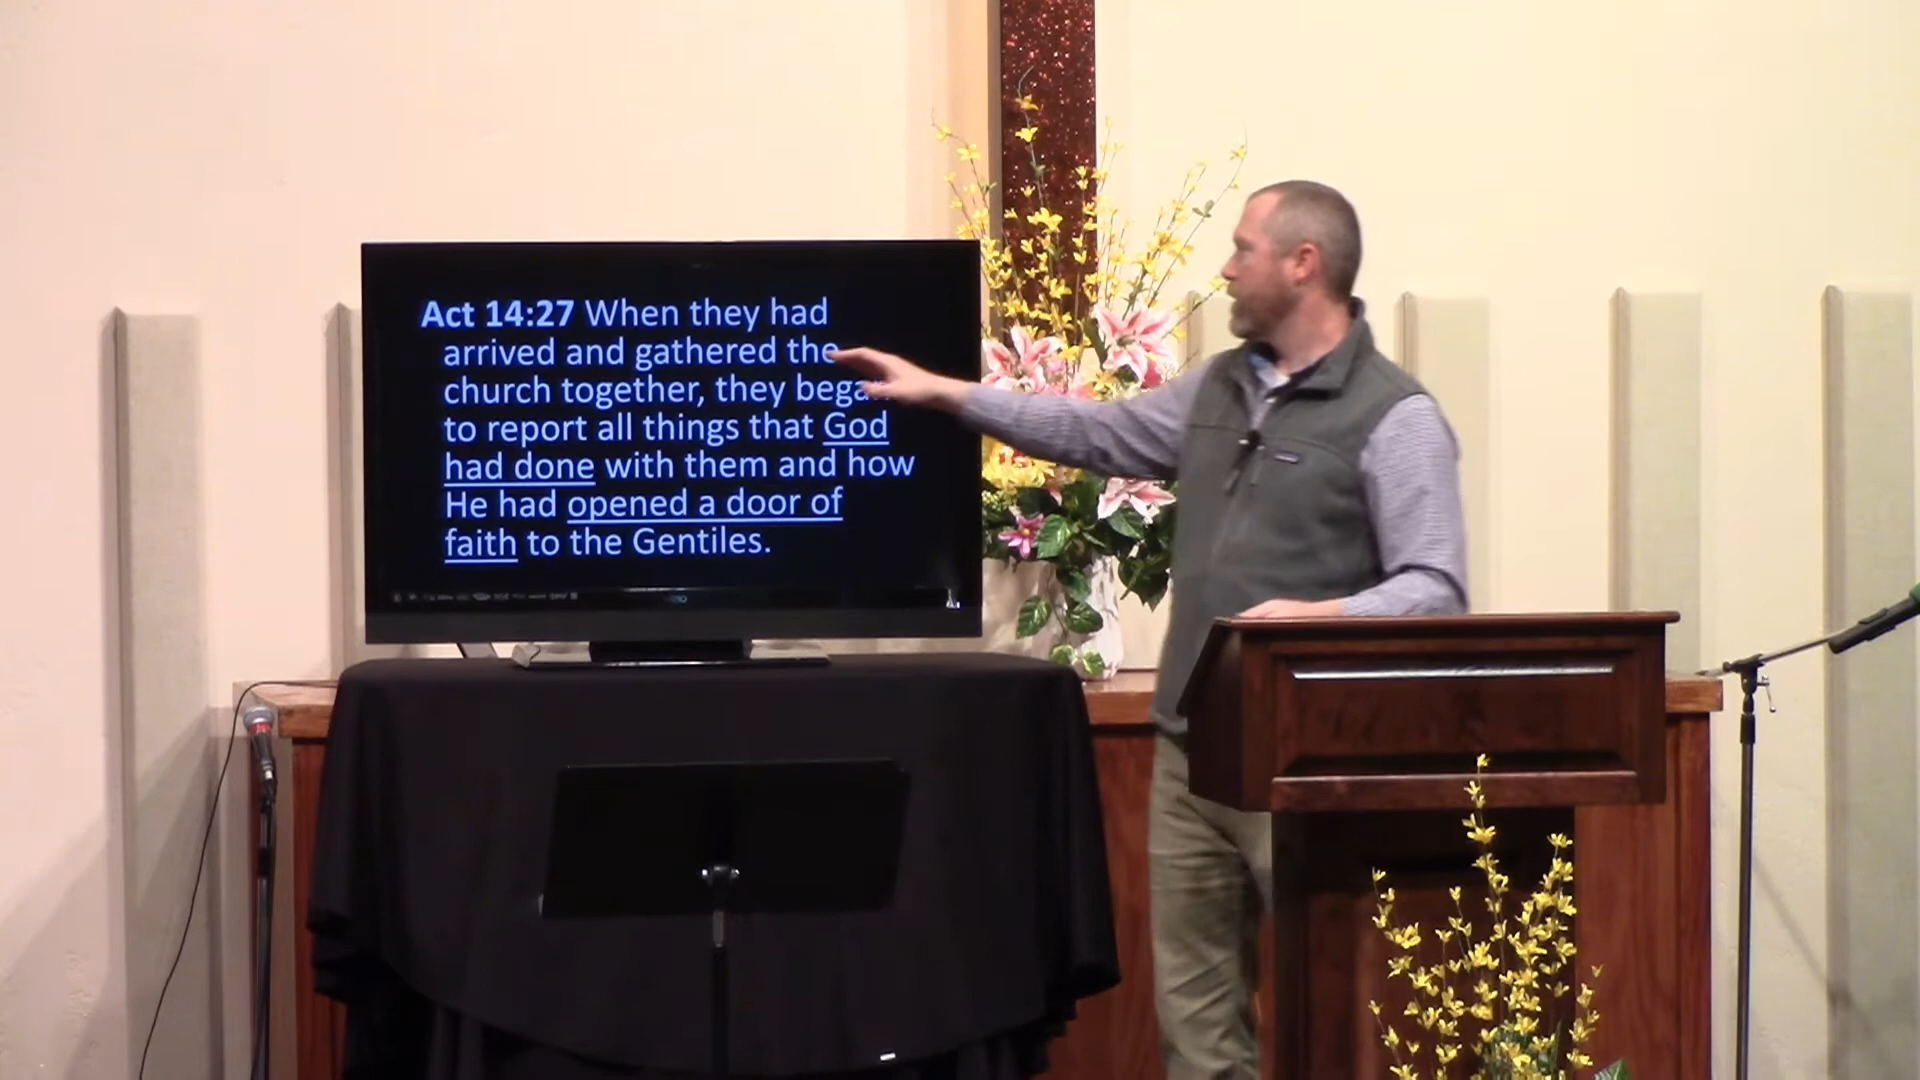 Act 14:27 When they had
arrived and gathered the
church together, they began
to report all things that God
had done with them and how
He had opened a door of
faith to the Gentiles.